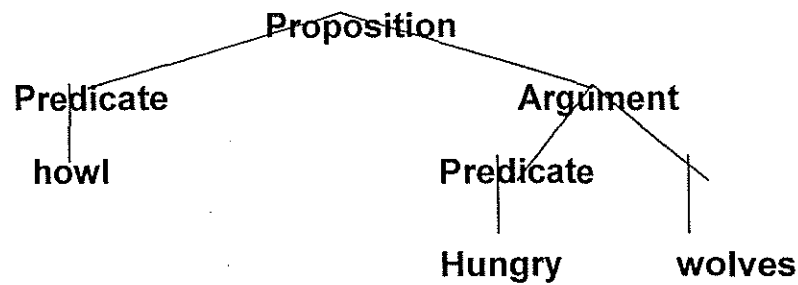 Proposition
Predicate Argument
howl Predicate
Hungry wolves